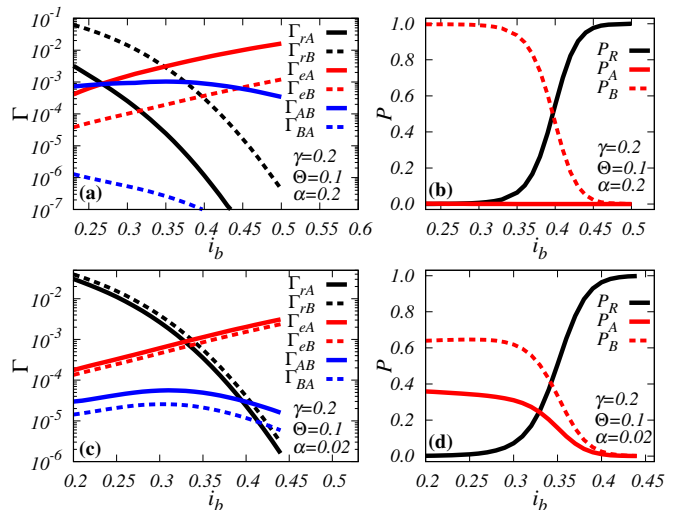 10^-1
10^-2
10^-3
10^-4
10^-5
10^-6
10^-7
Γ
Γ_rA
Γ_rB
Γ_eA
Γ_eB
Γ_AB
Γ_BA
γ=0.2
Θ=0.1
α=0.2
(a)
0.25 0.3 0.35 0.4 0.45 0.5 0.55 0.6
i_b
1.0
0.8
0.6
0.4
0.2
0.0
P
P_R
P_A
P_B
γ=0.2
Θ=0.1
α=0.2
(b)
0.25 0.3 0.35 0.4 0.45 0.5
i_b
10^-2
10^-3
10^-4
10^-5
10^-6
Γ
Γ_rA
Γ_rB
Γ_eA
Γ_eB
Γ_AB
Γ_BA
γ=0.2
Θ=0.1
α=0.02
(c)
0.2 0.25 0.3 0.35 0.4 0.45 0.5
i_b
1.0
0.8
0.6
0.4
0.2
0.0
P
P_R
P_A
P_B
γ=0.2
Θ=0.1
α=0.02
(d)
0.2 0.25 0.3 0.35 0.4 0.45
i_b